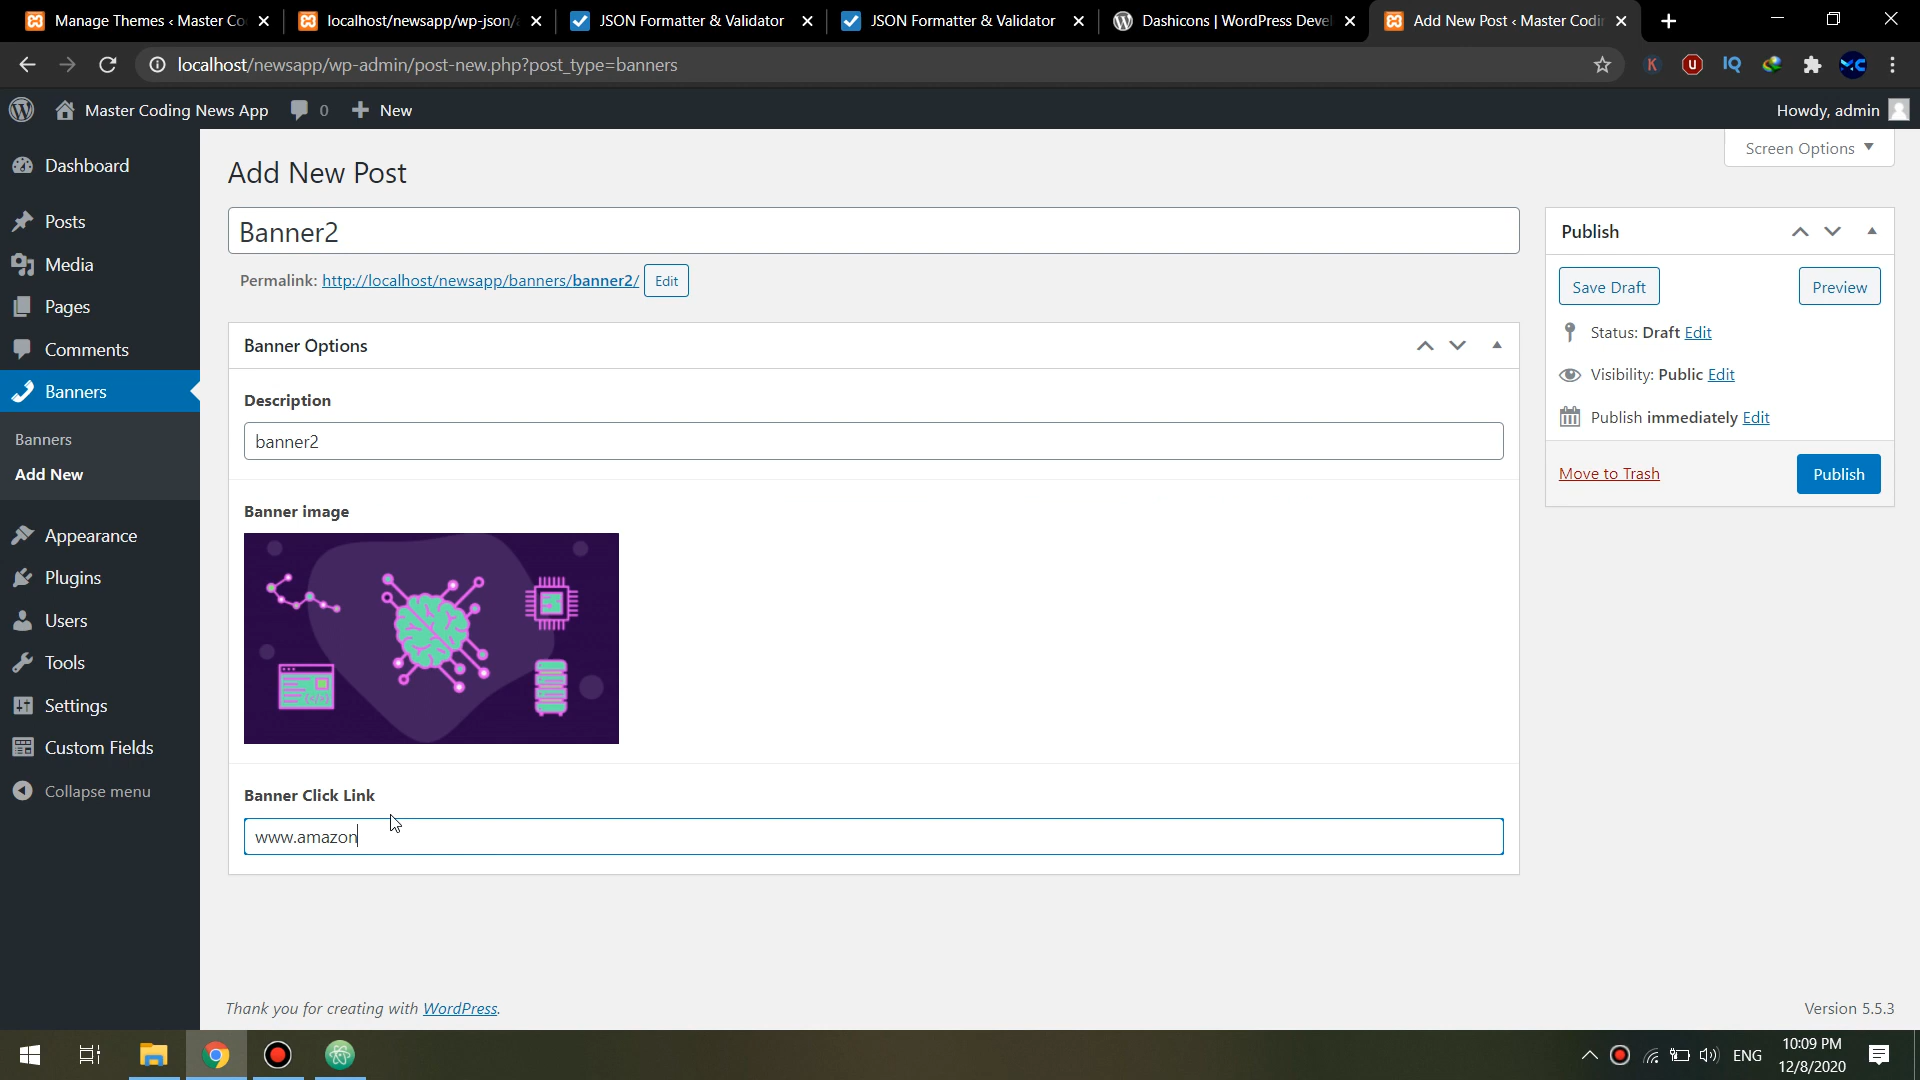 Manage Themes ‹ Master Co
localhost/newsapp/wp-json/
JSON Formatter & Validator
JSON Formatter & Validator
Dashicons | WordPress Deve
Add New Post ‹ Master Codi
localhost/newsapp/wp-admin/post-new.php?post_type=banners
Master Coding News App
0
New
Howdy, admin
Dashboard
Posts
Media
Pages
Comments
Banners
Banners
Add New
Appearance
Plugins
Users
Tools
Settings
Custom Fields
Collapse menu
Screen Options
Add New Post
Banner2
Permalink: http://localhost/newsapp/banners/banner2/ Edit
Banner Options
Description
banner2
Banner image
Banner Click Link
www.amazon
Publish
Save Draft
Preview
Status: Draft Edit
Visibility: Public Edit
Publish immediately Edit
Move to Trash
Publish
Thank you for creating with WordPress.
Version 5.5.3
ENG
10:09 PM
12/8/2020